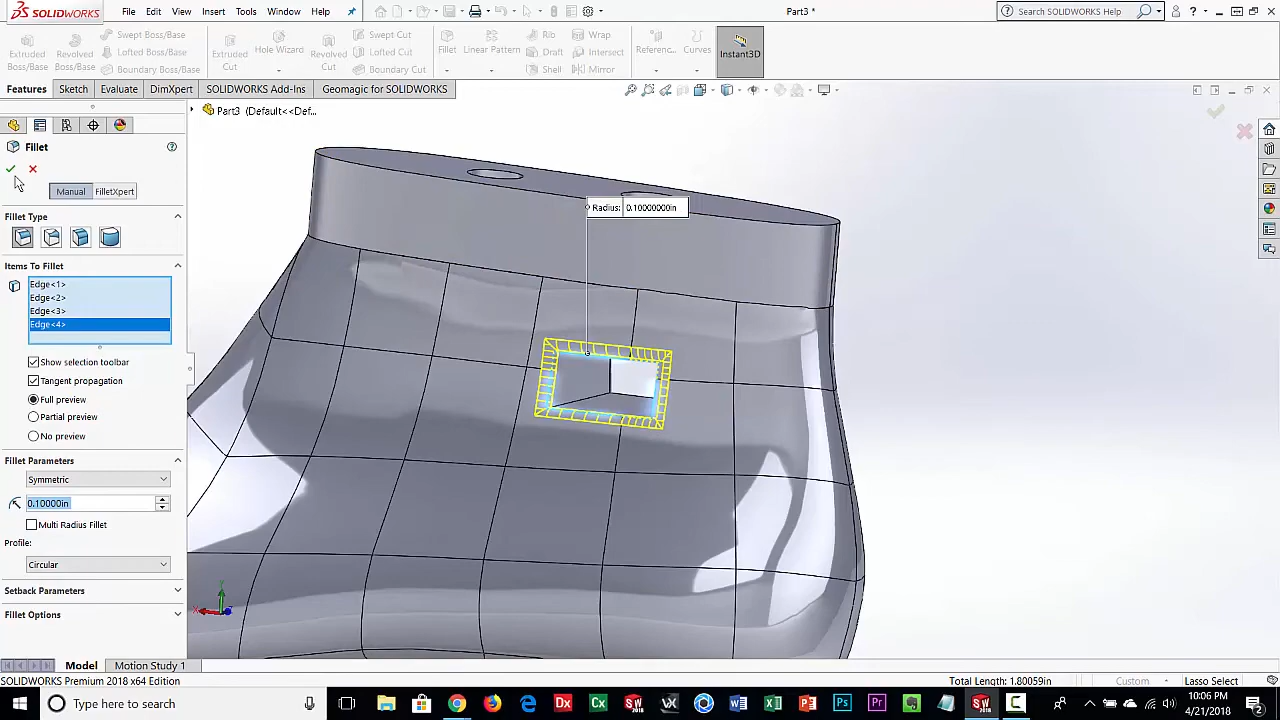 SOLIDWORKS File Edit View Insert Tools Window Help Part3 * Search SOLIDWORKS Help
Extruded Boss/Base
Revolved Boss/Base
Swept Boss/Base
Lofted Boss/Base
Boundary Boss/Base
Extruded Cut
Hole Wizard
Revolved Cut
Swept Cut
Lofted Cut
Boundary Cut
Fillet
Linear Pattern
Rib
Draft
Shell
Wrap
Intersect
Mirror
Referenc...
Curves
Instant3D
Features Sketch Evaluate DimXpert SOLIDWORKS Add-Ins Geomagic for SOLIDWORKS
Part3 (Default<<Def...
Fillet
Manual FilletXpert
Fillet Type
Items To Fillet
Edge<1>
Edge<2>
Edge<3>
Edge<4>
Show selection toolbar
Tangent propagation
Full preview
Partial preview
No preview
Fillet Parameters
Symmetric
0.10000in
Multi Radius Fillet
Profile:
Circular
Setback Parameters
Fillet Options
Radius: 0.10000000in
Model Motion Study 1
SOLIDWORKS Premium 2018 x64 Edition Total Length: 1.80059in Custom Lasso Select
Type here to search
10:06 PM
4/21/2018